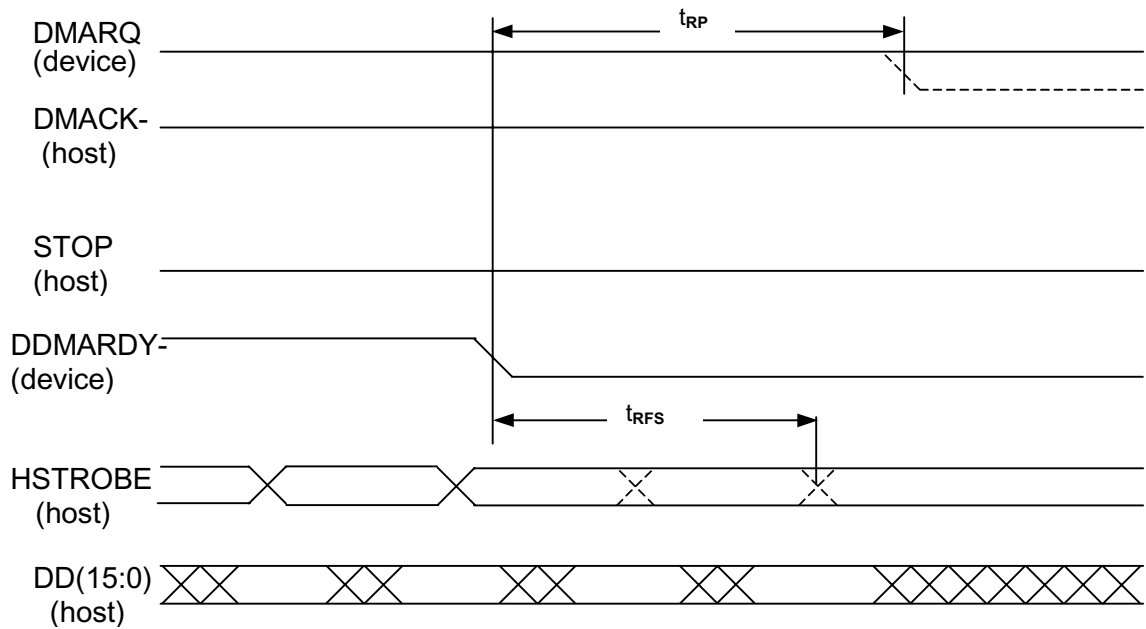 DMARQ
(device)
tRP
DMACK-
(host)
STOP
(host)
DDMARDY-
(device)
tRFS
HSTROBE
(host)
DD(15:0)
(host)